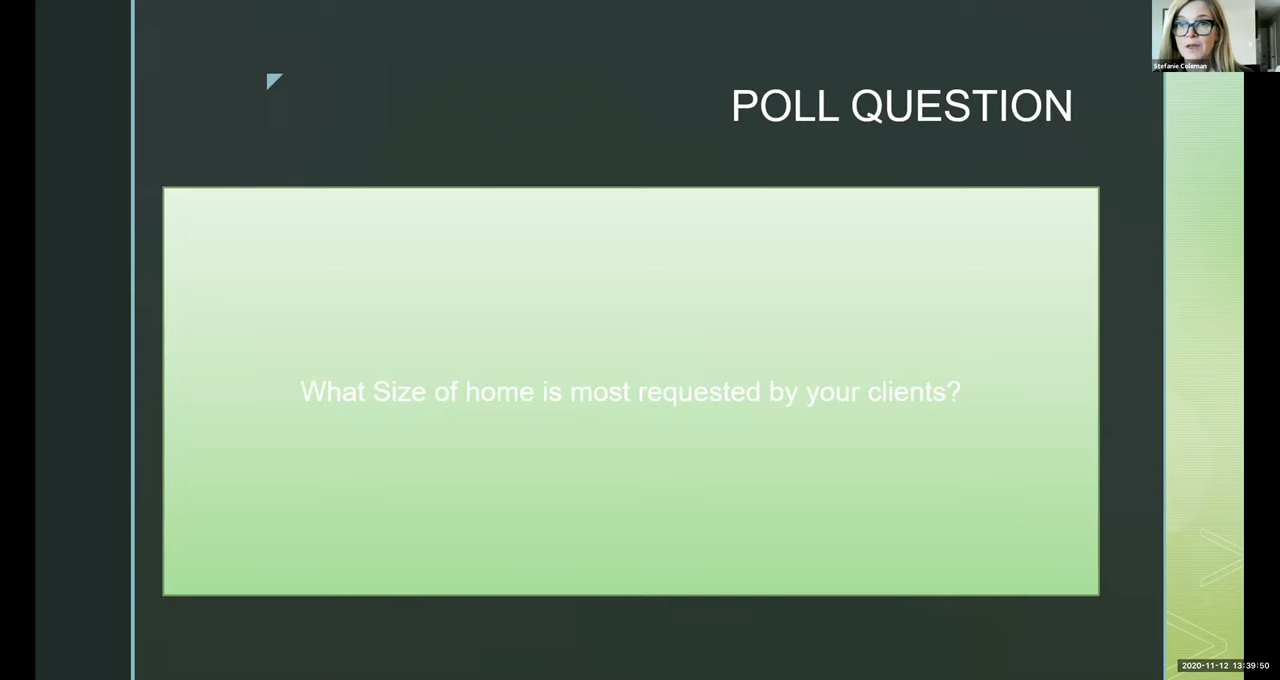 Stefanie Coleman
POLL QUESTION
What Size of home is most requested by your clients?
2020-11-12 13:39:50